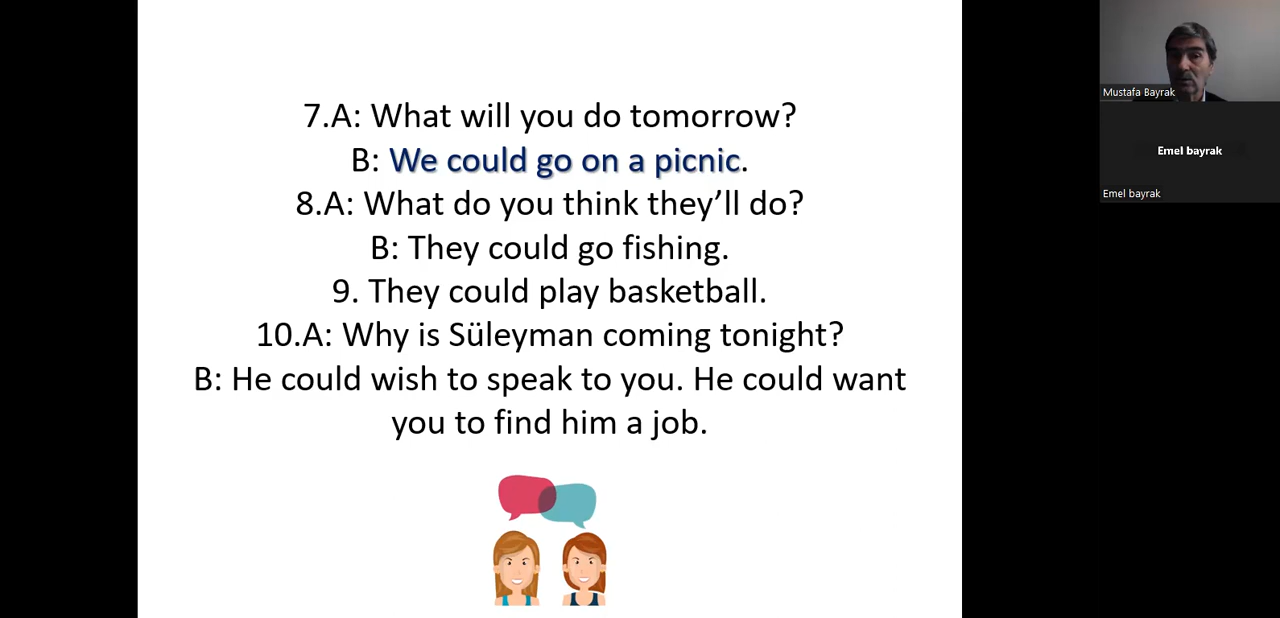 7.A: What will you do tomorrow?
B: We could go on a picnic.
8.A: What do you think they’ll do?
B: They could go fishing.
9. They could play basketball.
10.A: Why is Süleyman coming tonight?
B: He could wish to speak to you. He could want
you to find him a job.
Mustafa Bayrak
Emel bayrak
Emel bayrak